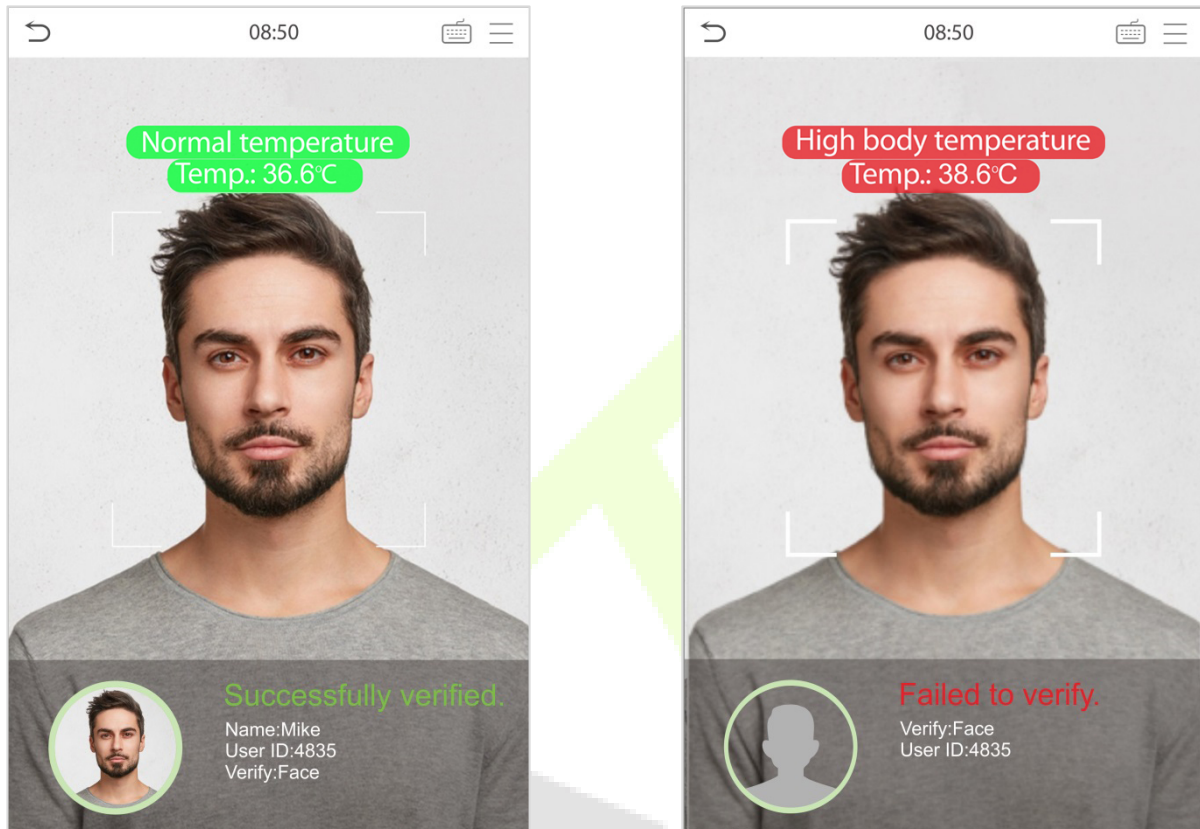 08:50
Normal temperature
Temp.: 36.6°C
Successfully verified.
Name:Mike
User ID:4835
Verify:Face
08:50
High body temperature
Temp.: 38.6°C
Failed to verify.
Verify:Face
User ID:4835